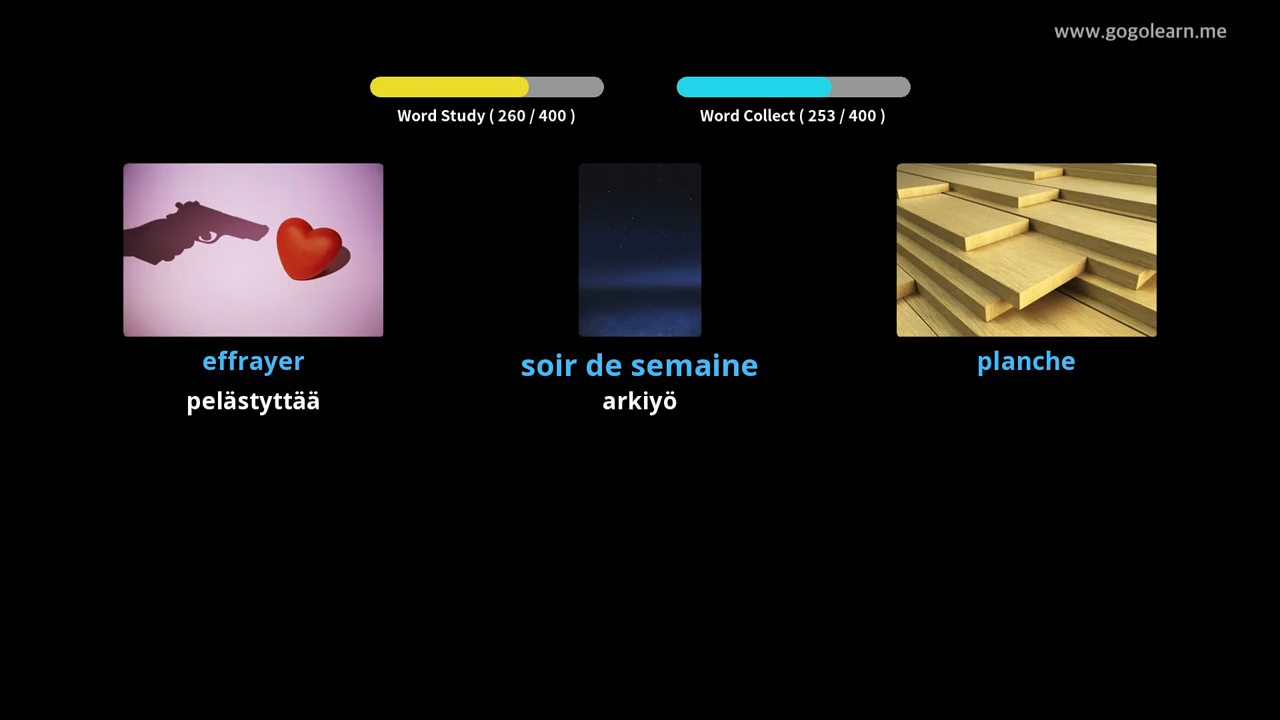 www.gogolearn.me
Word Study ( 260 / 400 )
Word Collect ( 253 / 400 )
effrayer
soir de semaine
planche
pelästyttää
arkiyö